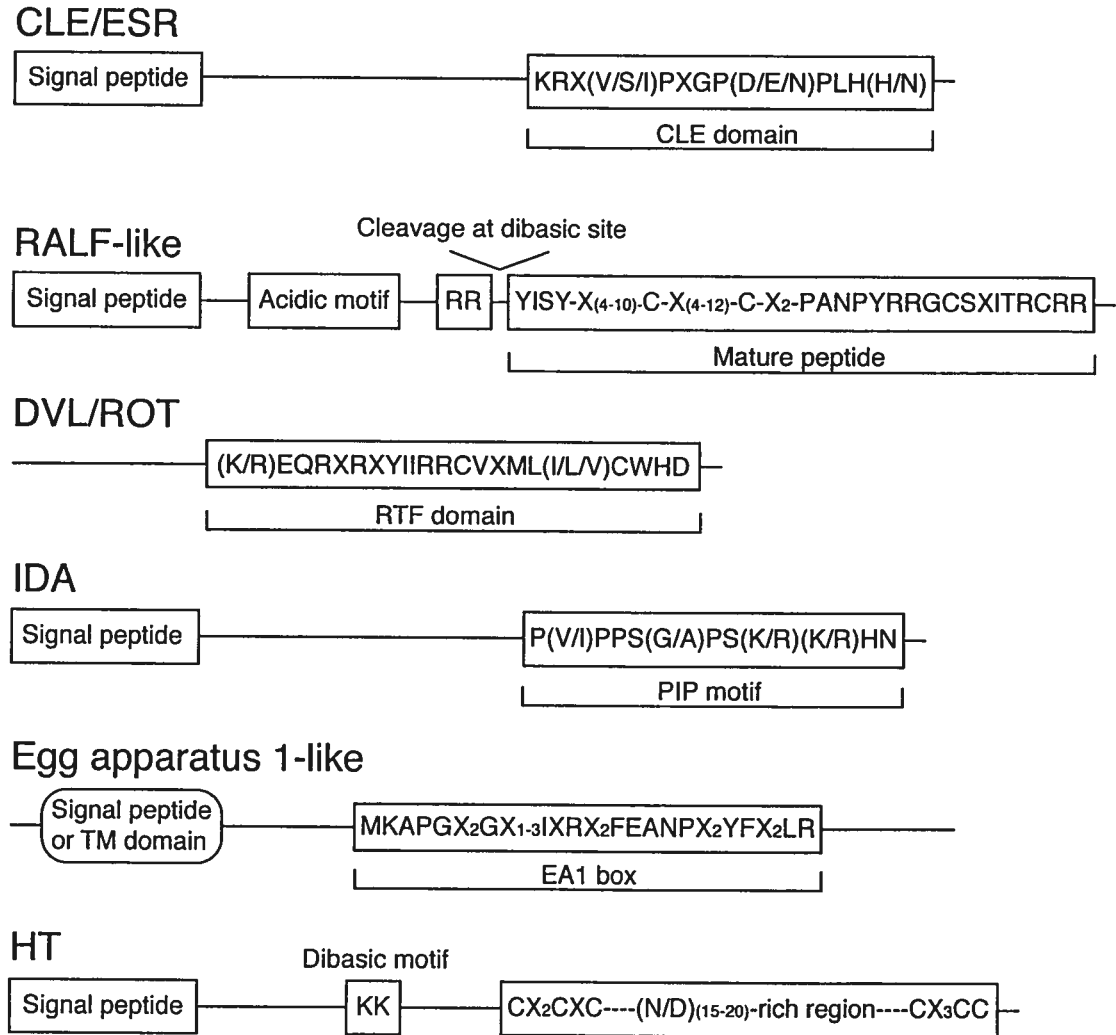 CLE/ESR
Signal peptide
KRX(V/S/I)PXGP(D/E/N)PLH(H/N)
CLE domain
Cleavage at dibasic site
RALF-like
Signal peptide
Acidic motif
RR
YISY-X(4-10)-C-X(4-12)-C-X2-PANPYRRGCSXITRCRR
Mature peptide
DVL/ROT
(K/R)EQRXRXYIIRRCVXML(I/L/V)CWHD
RTF domain
IDA
Signal peptide
P(V/I)PPS(G/A)PS(K/R)(K/R)HN
PIP motif
Egg apparatus 1-like
Signal peptide
or TM domain
MKAPGX2GX1-3IXRX2FEANPX2YFX2LR
EA1 box
HT
Dibasic motif
Signal peptide
KK
CX2CXC----(N/D)(15-20)-rich region----CX3CC